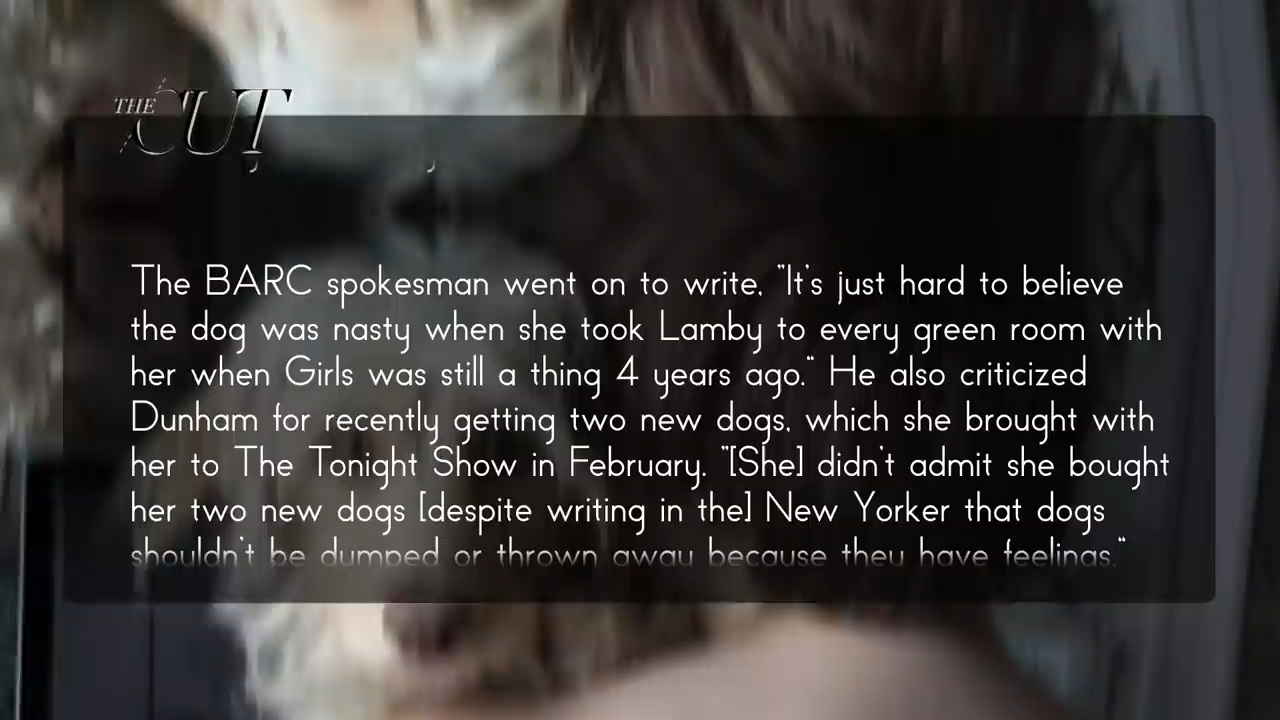 THE CUT
The BARC spokesman went on to write, "It's just hard to believe
the dog was nasty when she took Lamby to every green room with
her when Girls was still a thing 4 years ago." He also criticized
Dunham for recently getting two new dogs, which she brought with
her to The Tonight Show in February. "[She] didn't admit she bought
her two new dogs [despite writing in the] New Yorker that dogs
shouldn't be dumped or thrown away because they have feelings."